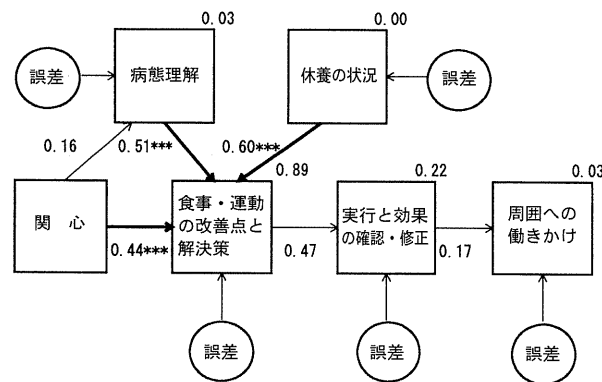 0.03
0.00
誤差
病態理解
休養の状況
誤差
0.16
0.51***
0.60***
0.89
0.22
0.03
関 心
食事・運動
の改善点と
解決策
実行と効果
の確認・修正
周囲への
働きかけ
0.44***
0.47
0.17
誤差
誤差
誤差